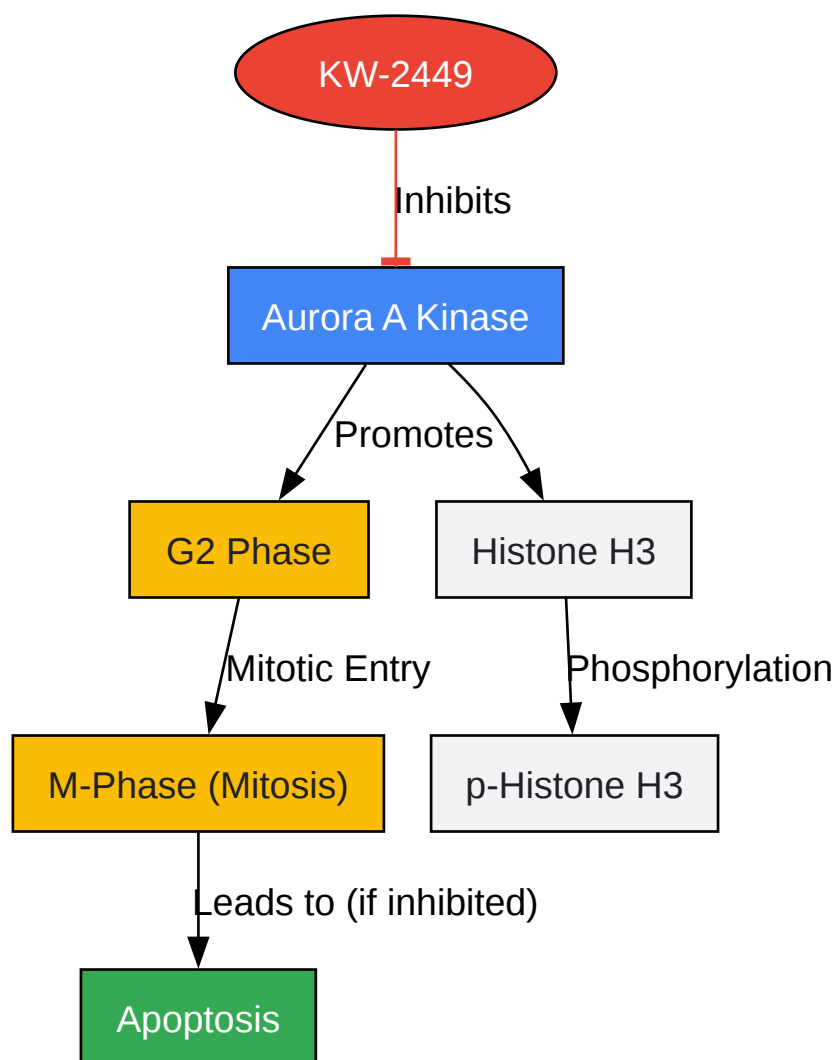 KW-2449
Inhibits
Aurora A Kinase
Promotes
G2 Phase
Histone H3
Mitotic Entry
Phosphorylation
M-Phase (Mitosis)
p-Histone H3
Leads to (if inhibited)
Apoptosis